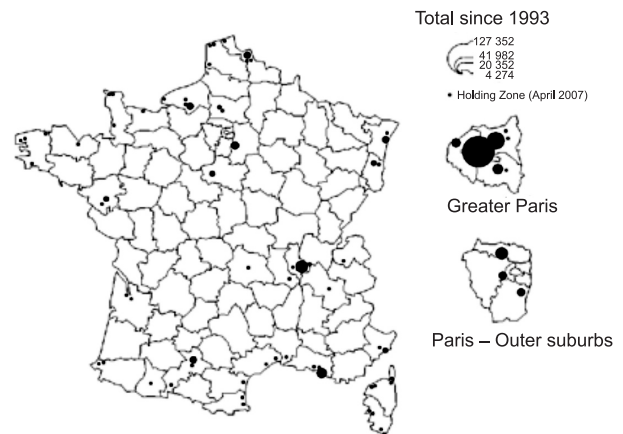 Total since 1993
127 352
41 982
20 352
4 274
Holding Zone (April 2007)
Greater Paris
Paris – Outer suburbs